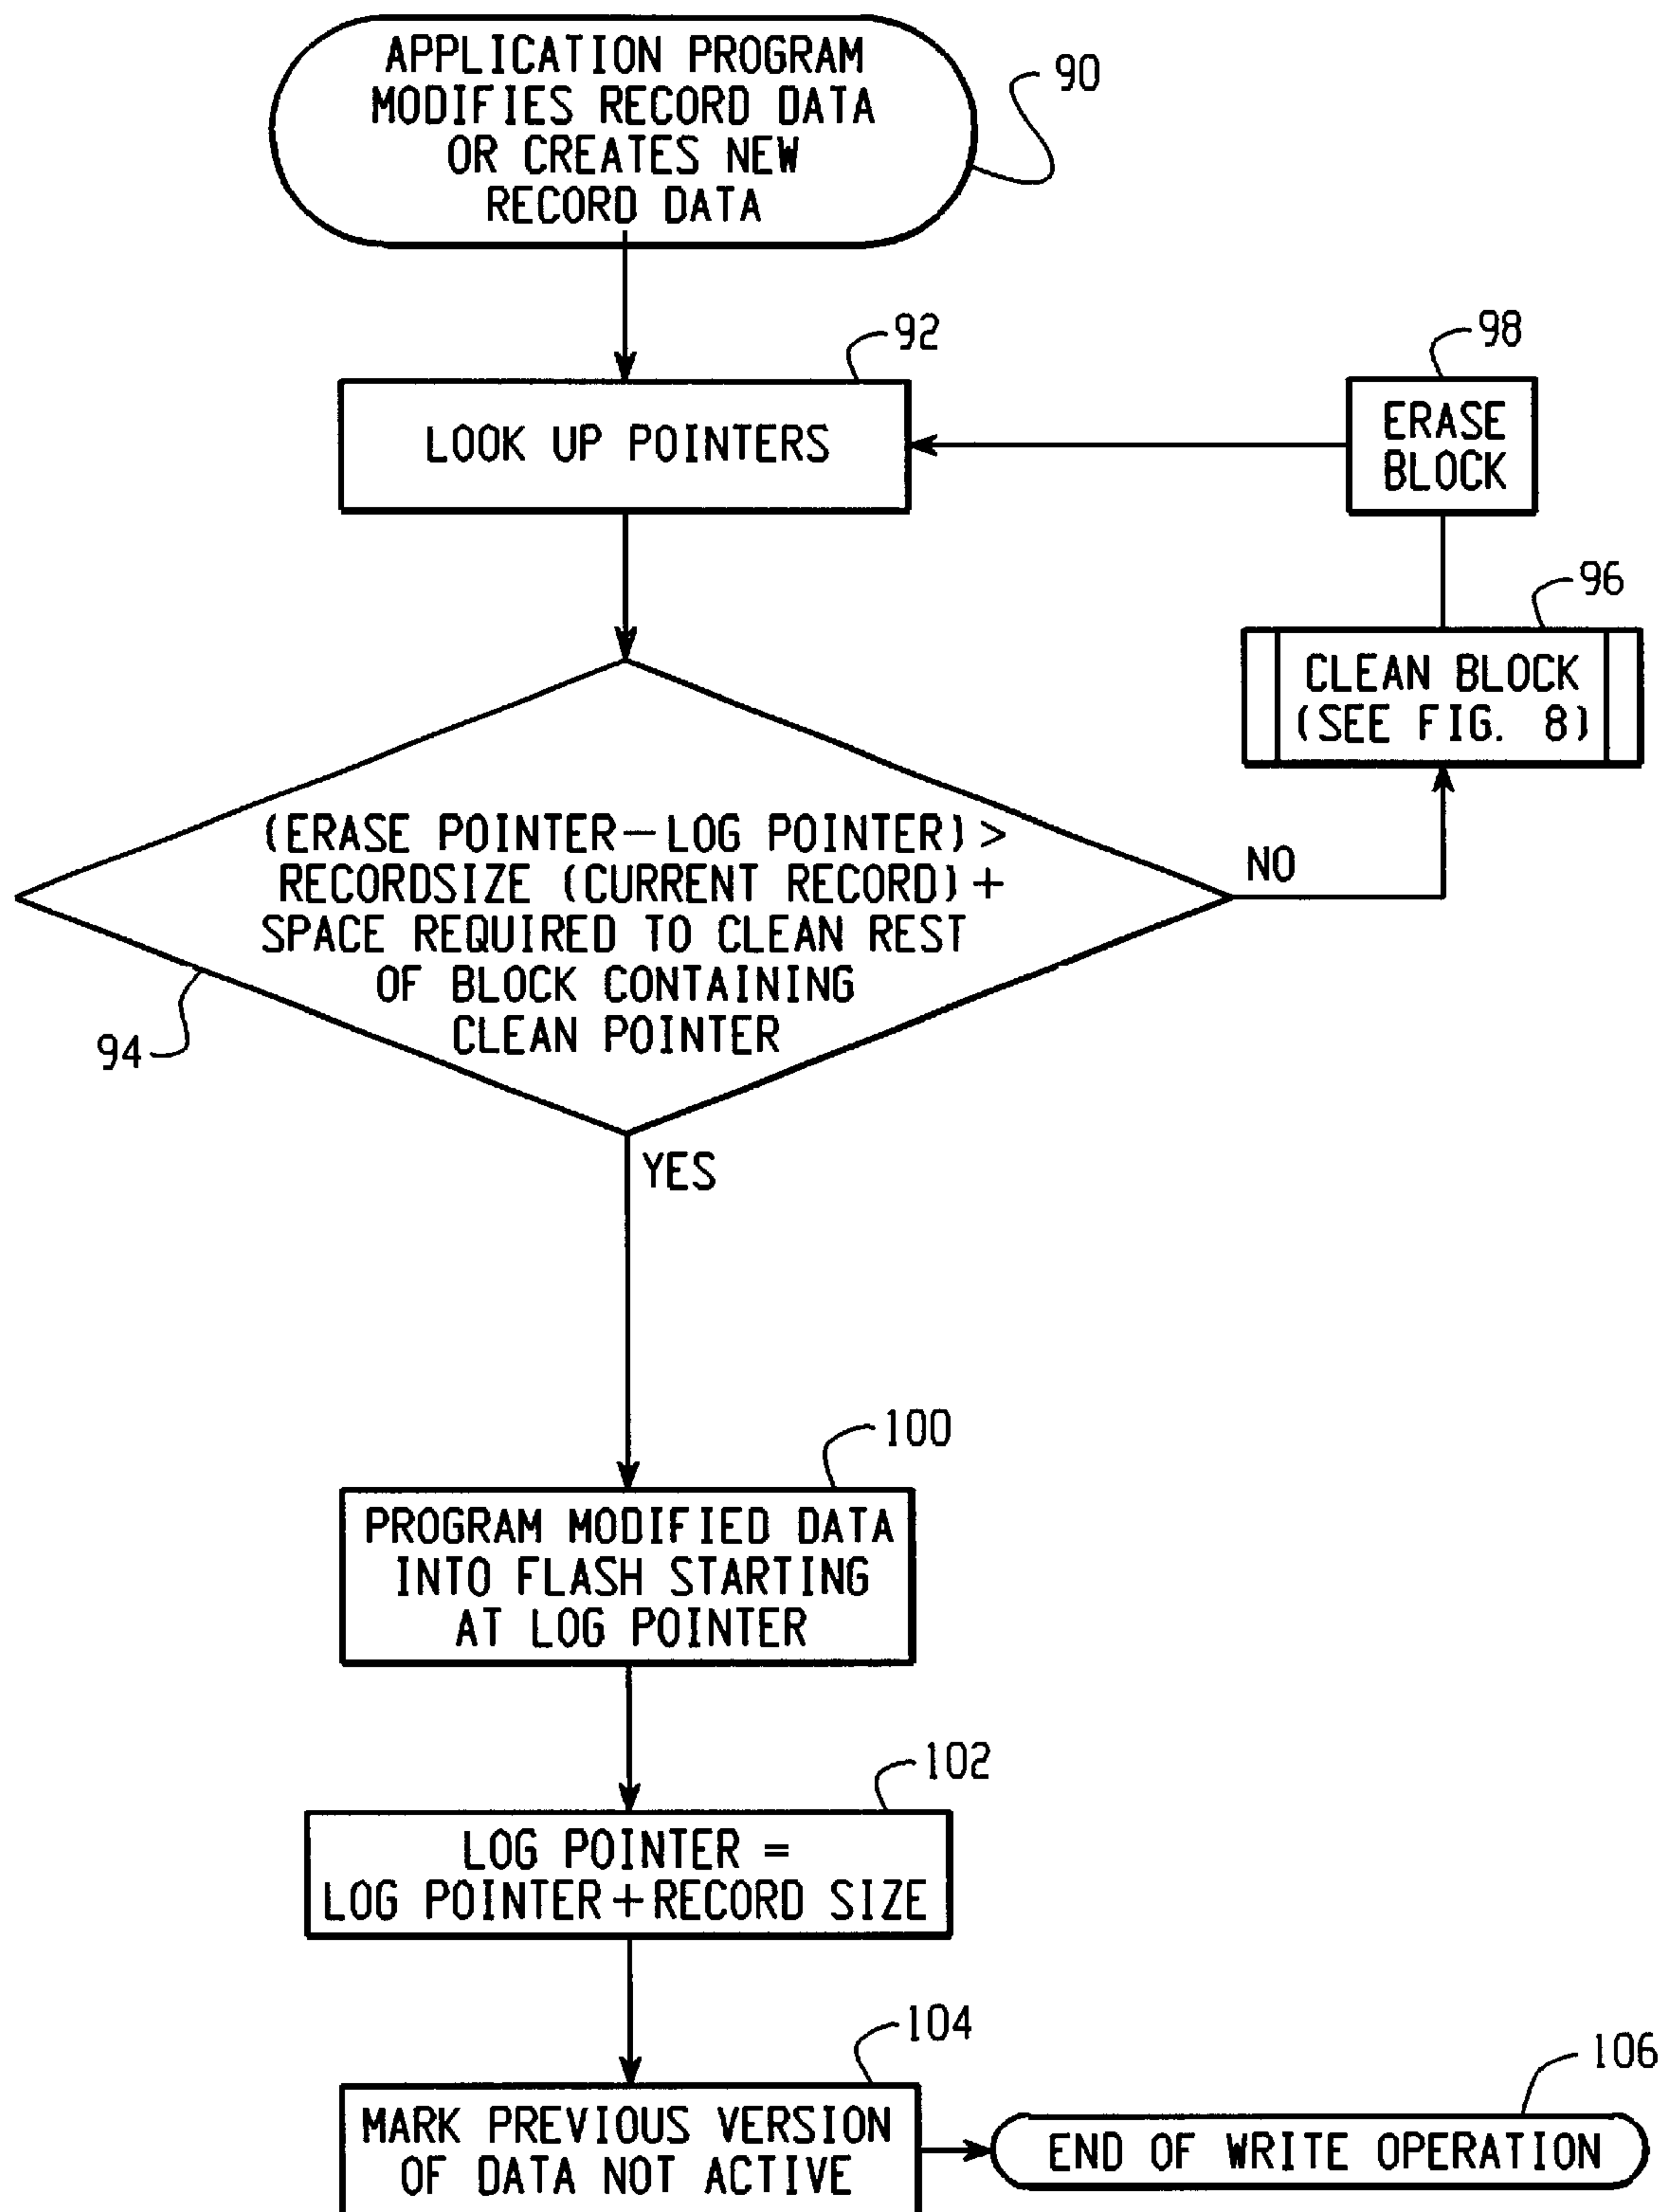 APPLICATION PROGRAM
MODIFIES RECORD DATA
OR CREATES NEW
RECORD DATA
90
92
LOOK UP POINTERS
98
ERASE
BLOCK
96
CLEAN BLOCK
(SEE FIG. 8)
(ERASE POINTER–LOG POINTER)>
RECORDSIZE (CURRENT RECORD)+
SPACE REQUIRED TO CLEAN REST
OF BLOCK CONTAINING
CLEAN POINTER
NO
94
YES
100
PROGRAM MODIFIED DATA
INTO FLASH STARTING
AT LOG POINTER
102
LOG POINTER =
LOG POINTER+RECORD SIZE
104
MARK PREVIOUS VERSION
OF DATA NOT ACTIVE
106
END OF WRITE OPERATION